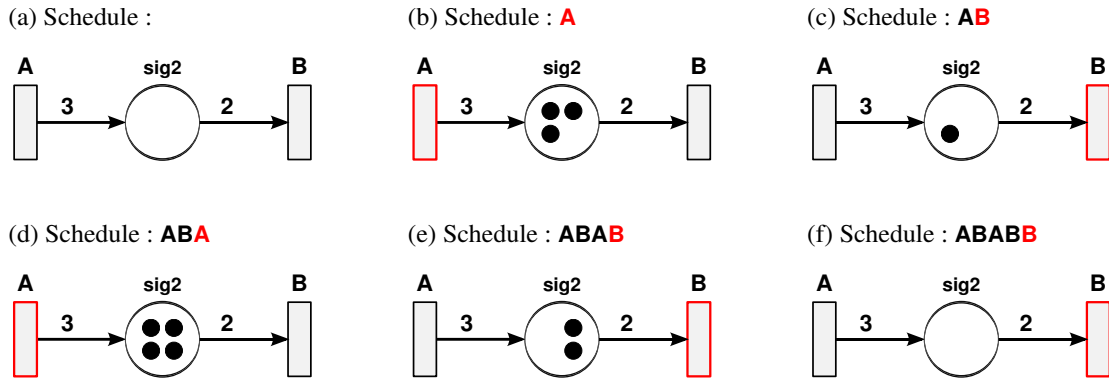 (a) Schedule :
(b) Schedule : A
(c) Schedule : AB
A sig2 B
3 2
A sig2 B
3 2
A sig2 B
3 2
(d) Schedule : ABA
(e) Schedule : ABAB
(f) Schedule : ABABB
A sig2 B
3 2
A sig2 B
3 2
A sig2 B
3 2